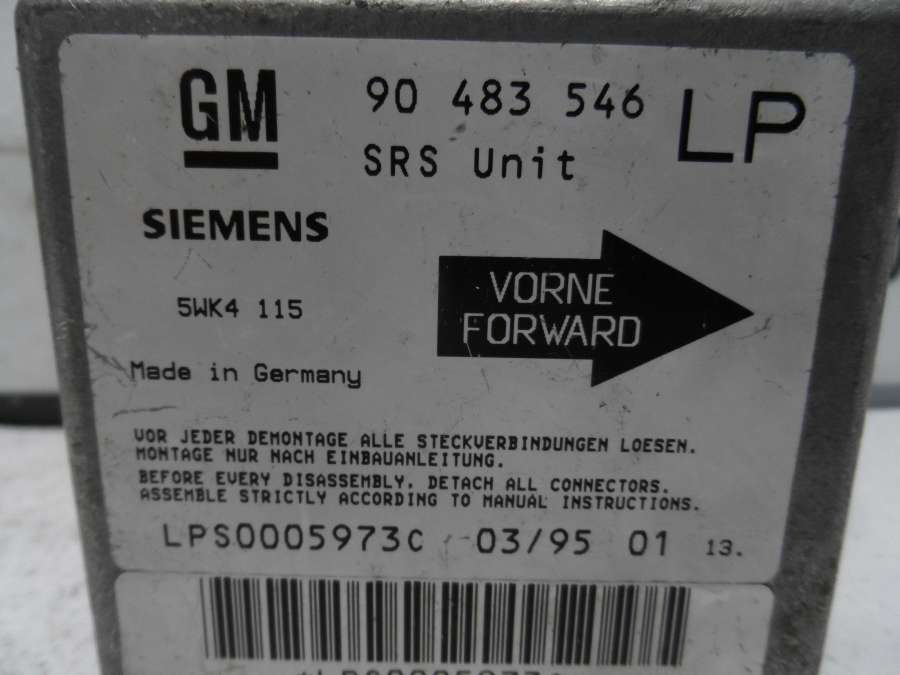 GM
90 483 546
LP
SRS Unit
SIEMENS
5WK4 115
VORNE
FORWARD
Made in Germany
VOR JEDER DEMONTAGE ALLE STECKVERBINDUNGEN LOESEN.
MONTAGE NUR NACH EINBAUANLEITUNG.
BEFORE EVERY DISASSEMBLY, DETACH ALL CONNECTORS.
ASSEMBLE STRICTLY ACCORDING TO MANUAL INSTRUCTIONS.
LPS0005973C 03/95 01 13.